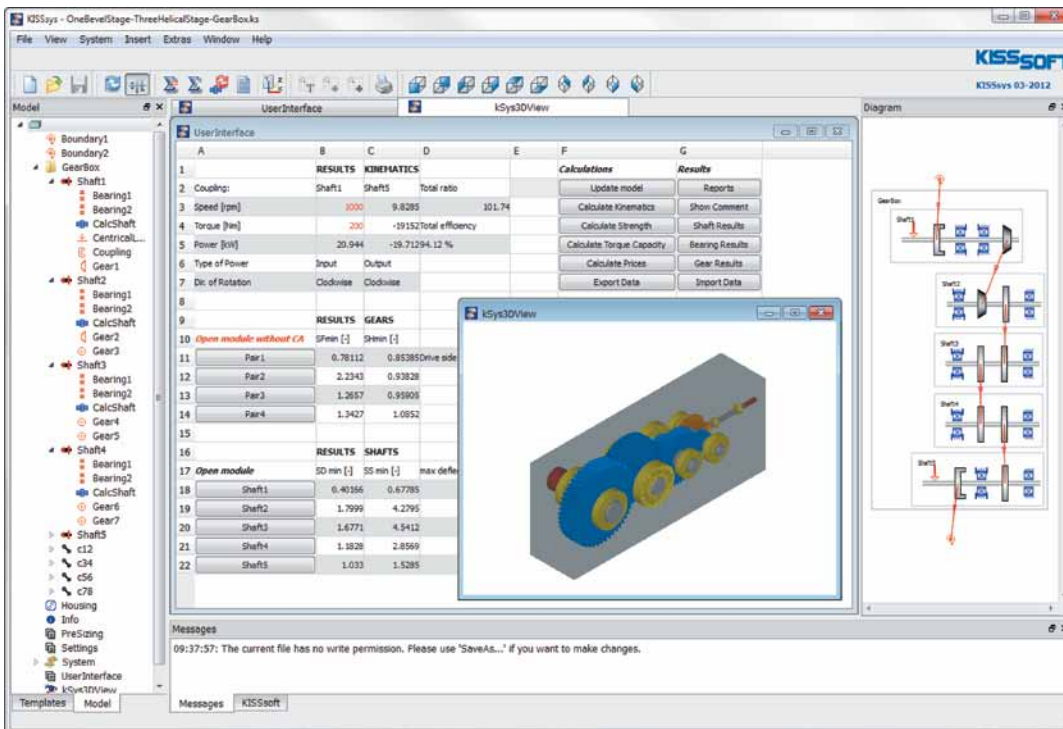 KISSsys - OneBevelStage-ThreeHelicalStage-GearBox.ks
File View System Insert Extras Window Help
KISSSOFT
KISSsys 03-2012
Model
Boundary1
Boundary2
GearBox
Shaft1
Bearing1
Bearing2
CalcShaft
CentricalL...
Coupling
Gear1
Shaft2
Bearing1
Bearing2
CalcShaft
Gear2
Gear3
Shaft3
Bearing1
Bearing2
CalcShaft
Gear4
Gear5
Shaft4
Bearing1
Bearing2
CalcShaft
Gear6
Gear7
Shaft5
c12
c34
c56
c78
Housing
Info
PreSizing
Settings
System
UserInterface
kSys3DView
Templates Model
UserInterface kSys3DView
UserInterface
A B C D E F G
1 RESULTS KINEMATICS Calculations Results
2 Coupling: Shaft1 Shaft5 Total ratio Update model Reports
3 Speed [rpm] 1000 9.8285 101.74 Calculate Kinematics Show Comment
4 Torque [Nm] 200 -19152 Total efficiency Calculate Strength Shaft Results
5 Power [kW] 20.944 -19.712 94.12 % Calculate Torque Capacity Bearing Results
6 Type of Power Input Output Calculate Prices Gear Results
7 Dir. of Rotation Clockwise Clockwise Export Data Import Data
8
9 RESULTS GEARS
10 Open module without CA SFmin [-] SHmin [-]
11 Pair1 0.78112 0.85385 Drive side
12 Pair2 2.2343 0.93828
13 Pair3 1.2657 0.95905
14 Pair4 1.3427 1.0852
15
16 RESULTS SHAFTS
17 Open module SD min [-] SS min [-] max defle
18 Shaft1 0.40166 0.67785
19 Shaft2 1.7999 4.2795
20 Shaft3 1.6771 4.5412
21 Shaft4 1.1828 2.8569
22 Shaft5 1.033 1.5285
kSys3DView
Diagram
GearBox
Shaft1
Shaft2
Shaft3
Shaft4
Shaft5
Messages
09:37:57: The current file has no write permission. Please use 'SaveAs...' if you want to make changes.
Messages KISSsoft